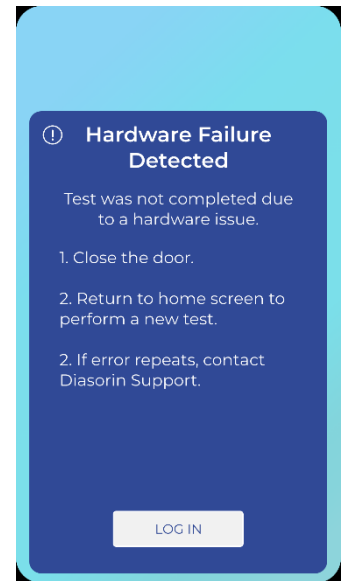 Hardware Failure
Detected
Test was not completed due
to a hardware issue.
1. Close the door.
2. Return to home screen to
perform a new test.
2. If error repeats, contact
Diasorin Support.
LOG IN